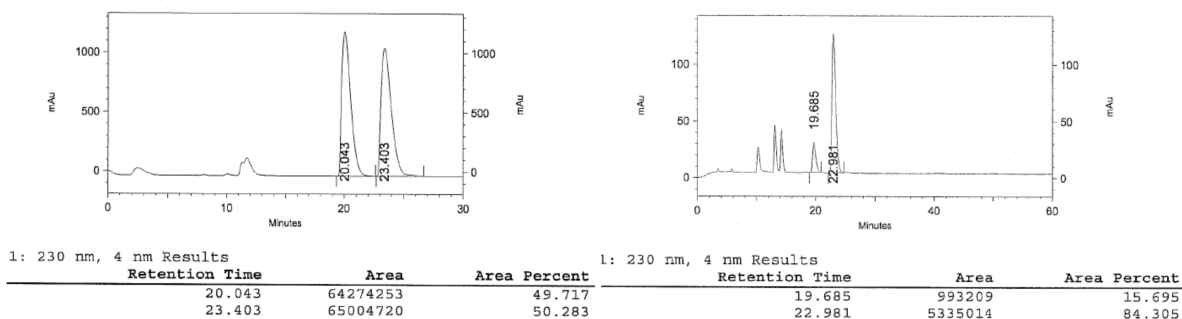 1000
500
0
mAu
20.043
23.403
1000
500
0
mAu
0
10
20
30
Minutes
1: 230 nm, 4 nm Results
Retention Time Area Area Percent
20.043 64274253 49.717
23.403 65004720 50.283
100
50
0
mAu
19.685
22.981
100
50
0
mAu
0
20
40
60
Minutes
1: 230 nm, 4 nm Results
Retention Time Area Area Percent
19.685 993209 15.695
22.981 5335014 84.305